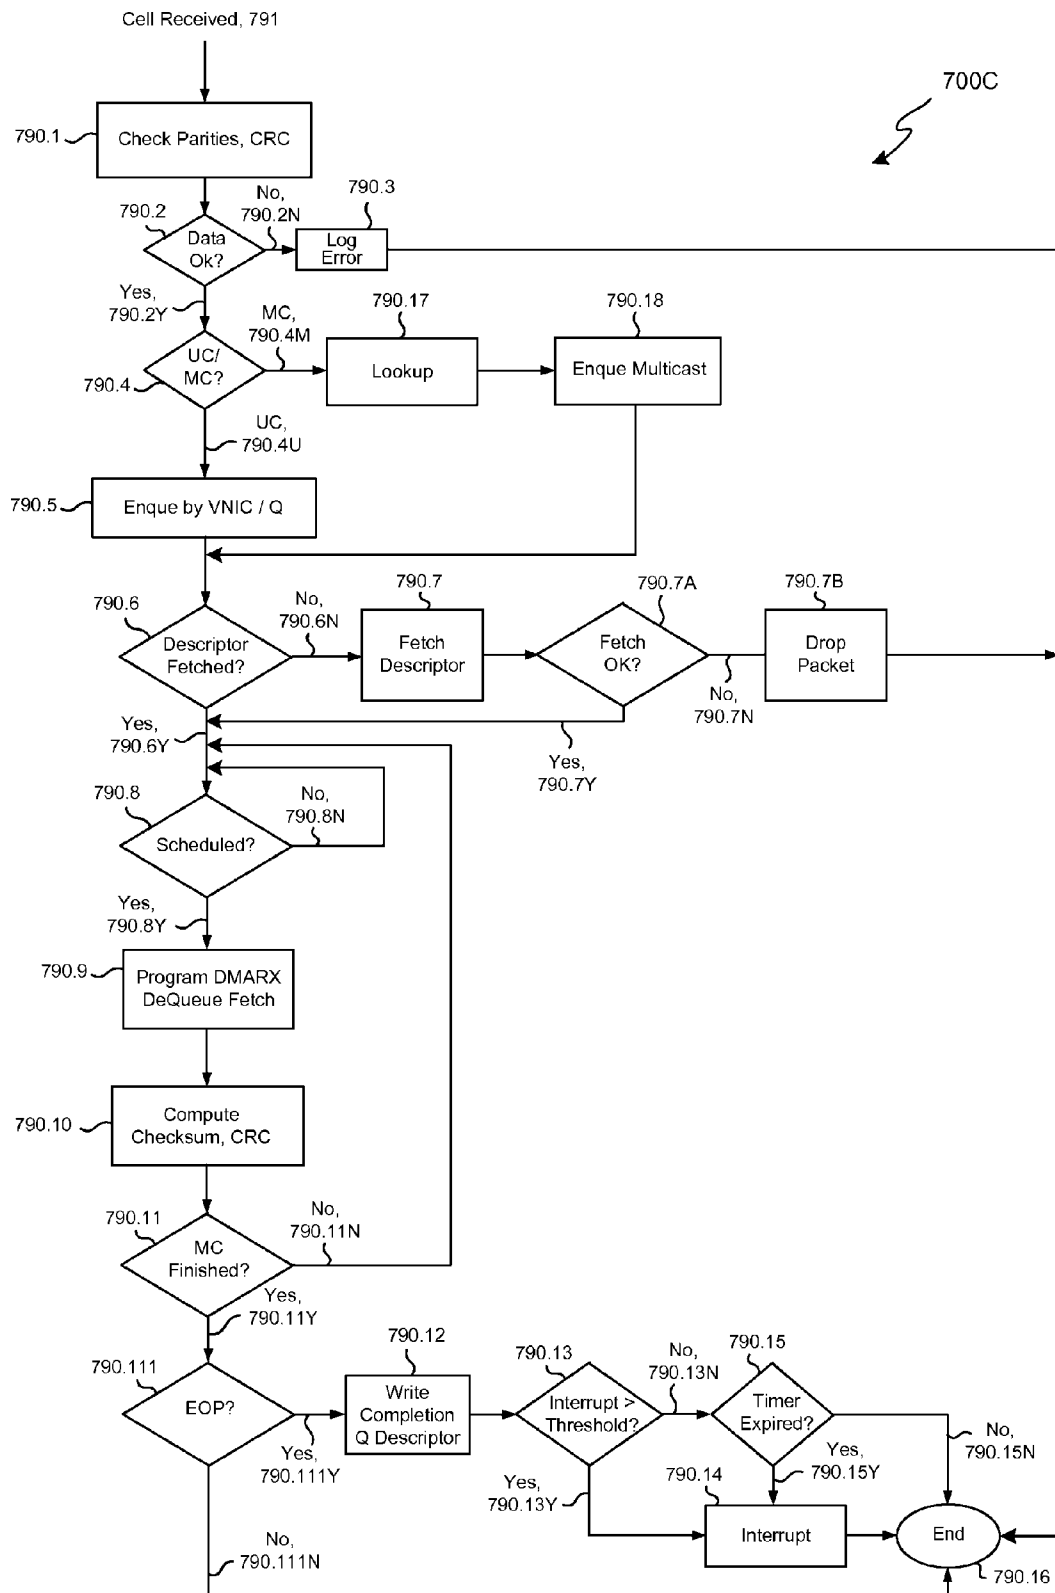 Cell Received, 791
700C
790.1
Check Parities, CRC
790.2
Data
Ok?
No,
790.2N
790.3
Log
Error
Yes,
790.2Y
790.4
UC/
MC?
MC,
790.4M
790.17
Lookup
790.18
Enque Multicast
UC,
790.4U
790.5
Enque by VNIC / Q
790.6
Descriptor
Fetched?
No,
790.6N
790.7
Fetch
Descriptor
790.7A
Fetch
OK?
No,
790.7N
790.7B
Drop
Packet
Yes,
790.6Y
Yes,
790.7Y
790.8
Scheduled?
No,
790.8N
Yes,
790.8Y
790.9
Program DMARX
DeQueue Fetch
790.10
Compute
Checksum, CRC
790.11
MC
Finished?
No,
790.11N
Yes,
790.11Y
790.111
EOP?
Yes,
790.111Y
790.12
Write
Completion
Q Descriptor
790.13
Interrupt >
Threshold?
No,
790.13N
790.15
Timer
Expired?
No,
790.15N
Yes,
790.13Y
790.14
Yes,
790.15Y
Interrupt
End
790.16
No,
790.111N